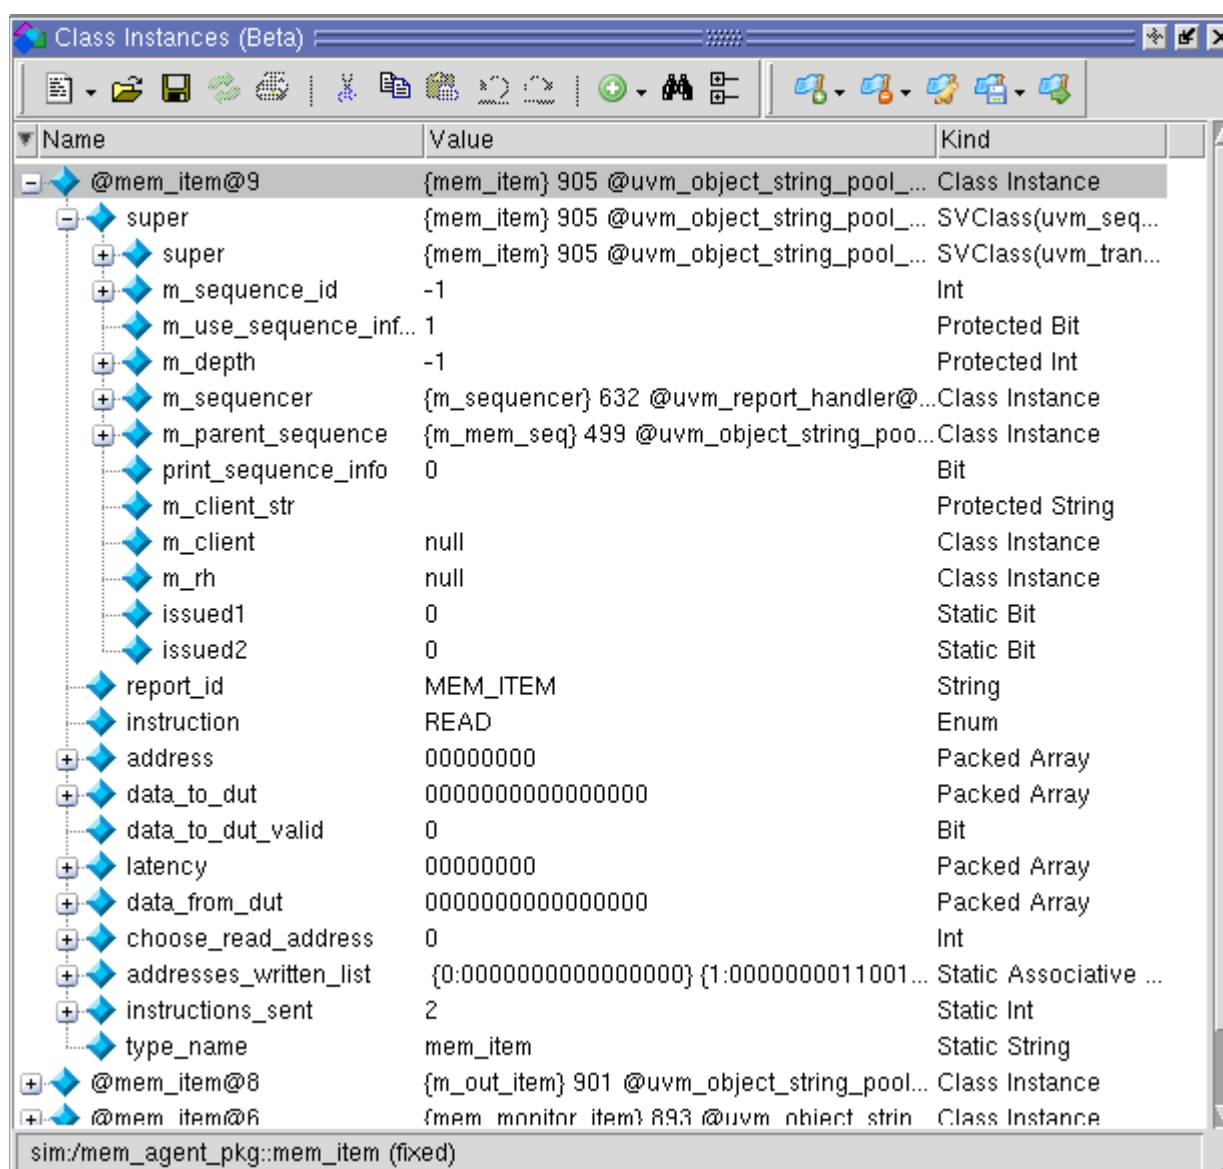 Class Instances (Beta)
Name Value Kind
@mem_item@9 {mem_item} 905 @uvm_object_string_pool_... Class Instance
super {mem_item} 905 @uvm_object_string_pool_... SVClass(uvm_seq...
super {mem_item} 905 @uvm_object_string_pool_... SVClass(uvm_tran...
m_sequence_id -1 Int
m_use_sequence_inf... 1 Protected Bit
m_depth -1 Protected Int
m_sequencer {m_sequencer} 632 @uvm_report_handler@... Class Instance
m_parent_sequence {m_mem_seq} 499 @uvm_object_string_poo... Class Instance
print_sequence_info 0 Bit
m_client_str Protected String
m_client null Class Instance
m_rh null Class Instance
issued1 0 Static Bit
issued2 0 Static Bit
report_id MEM_ITEM String
instruction READ Enum
address 00000000 Packed Array
data_to_dut 0000000000000000 Packed Array
data_to_dut_valid 0 Bit
latency 00000000 Packed Array
data_from_dut 0000000000000000 Packed Array
choose_read_address 0 Int
addresses_written_list {0:0000000000000000} {1:0000000011001... Static Associative ...
instructions_sent 2 Static Int
type_name mem_item Static String
@mem_item@8 {m_out_item} 901 @uvm_object_string_pool... Class Instance
@mem_item@6 {mem_monitor_item} 893 @uvm_object_strin Class Instance
sim:/mem_agent_pkg::mem_item (fixed)